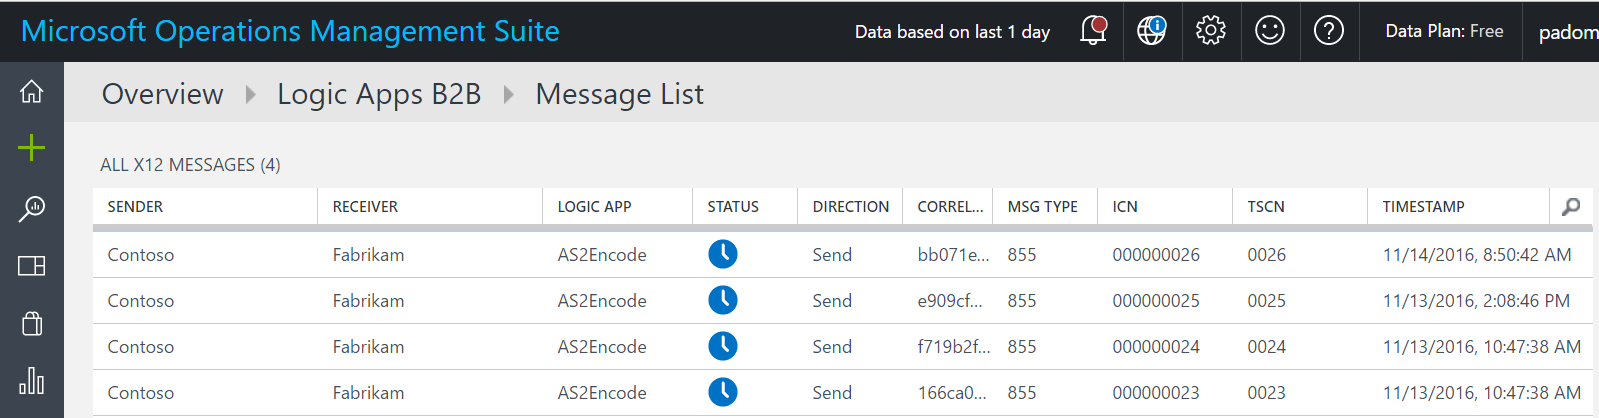 Microsoft Operations Management Suite Data based on last 1 day i ? Data Plan: Free padom
Overview Logic Apps B2B Message List
ALL X12 MESSAGES (4)
SENDER RECEIVER LOGIC APP STATUS DIRECTION CORREL... MSG TYPE ICN TSCN TIMESTAMP
Contoso Fabrikam AS2Encode Send bb071e... 855 000000026 0026 11/14/2016, 8:50:42 AM
Contoso Fabrikam AS2Encode Send e909cf... 855 000000025 0025 11/13/2016, 2:08:46 PM
Contoso Fabrikam AS2Encode Send f719b2f... 855 000000024 0024 11/13/2016, 10:47:38 AM
Contoso Fabrikam AS2Encode Send 166ca0... 855 000000023 0023 11/13/2016, 10:47:38 AM